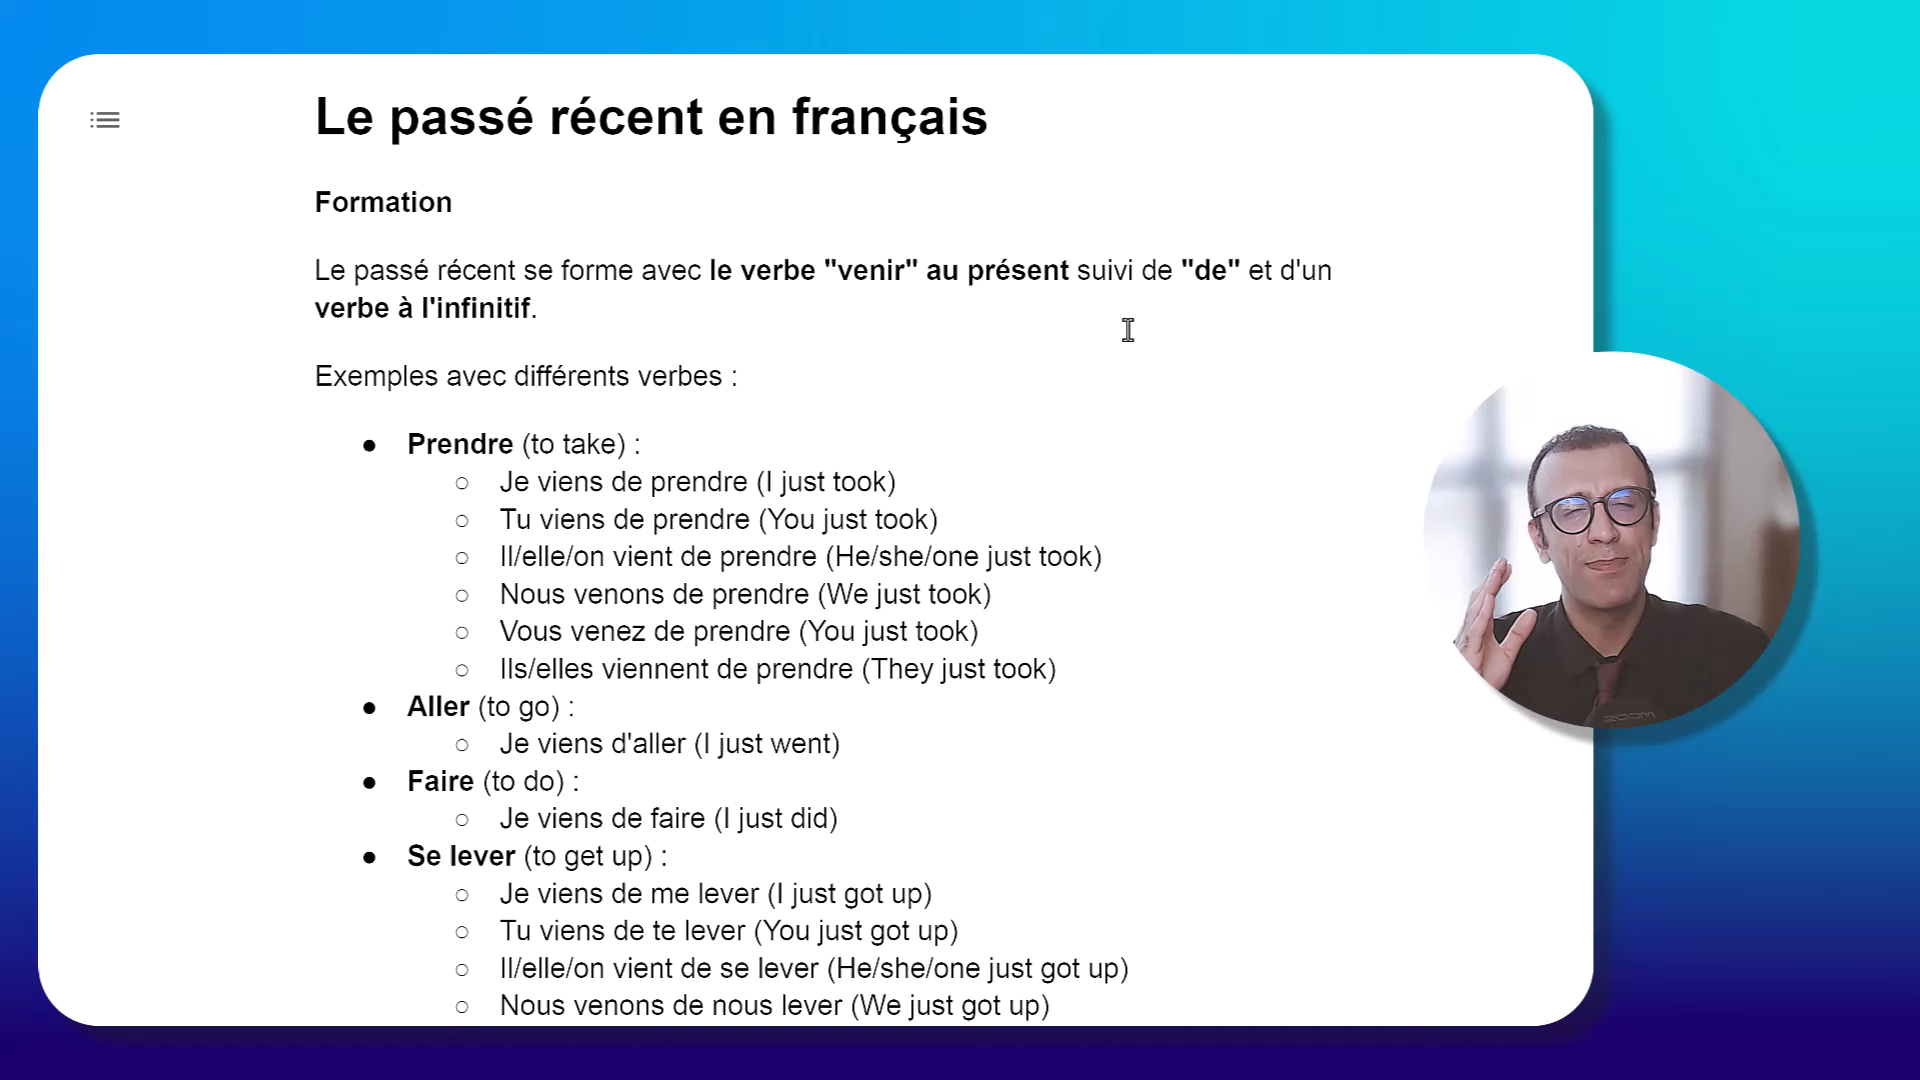 Le passé récent en français
Formation
Le passé récent se forme avec le verbe "venir" au présent suivi de "de" et d'un
verbe à l'infinitif.
Exemples avec différents verbes :
● Prendre (to take) :
○ Je viens de prendre (I just took)
○ Tu viens de prendre (You just took)
○ Il/elle/on vient de prendre (He/she/one just took)
○ Nous venons de prendre (We just took)
○ Vous venez de prendre (You just took)
○ Ils/elles viennent de prendre (They just took)
● Aller (to go) :
○ Je viens d'aller (I just went)
● Faire (to do) :
○ Je viens de faire (I just did)
● Se lever (to get up) :
○ Je viens de me lever (I just got up)
○ Tu viens de te lever (You just got up)
○ Il/elle/on vient de se lever (He/she/one just got up)
○ Nous venons de nous lever (We just got up)
zoom